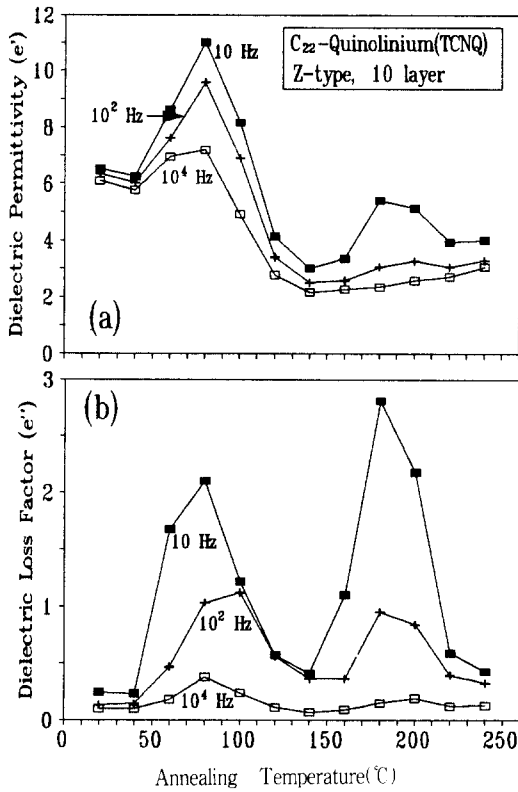 Dielectric Permittivity (e')
12
10
8
6
4
2
0
C22-Quinolinium(TCNQ)
Z-type, 10 layer
10 Hz
10² Hz
10⁴ Hz
(a)
Dielectric Loss Factor (e'')
3
2
1
0
(b)
10 Hz
10² Hz
10⁴ Hz
0 50 100 150 200 250
Annealing Temperature(℃)